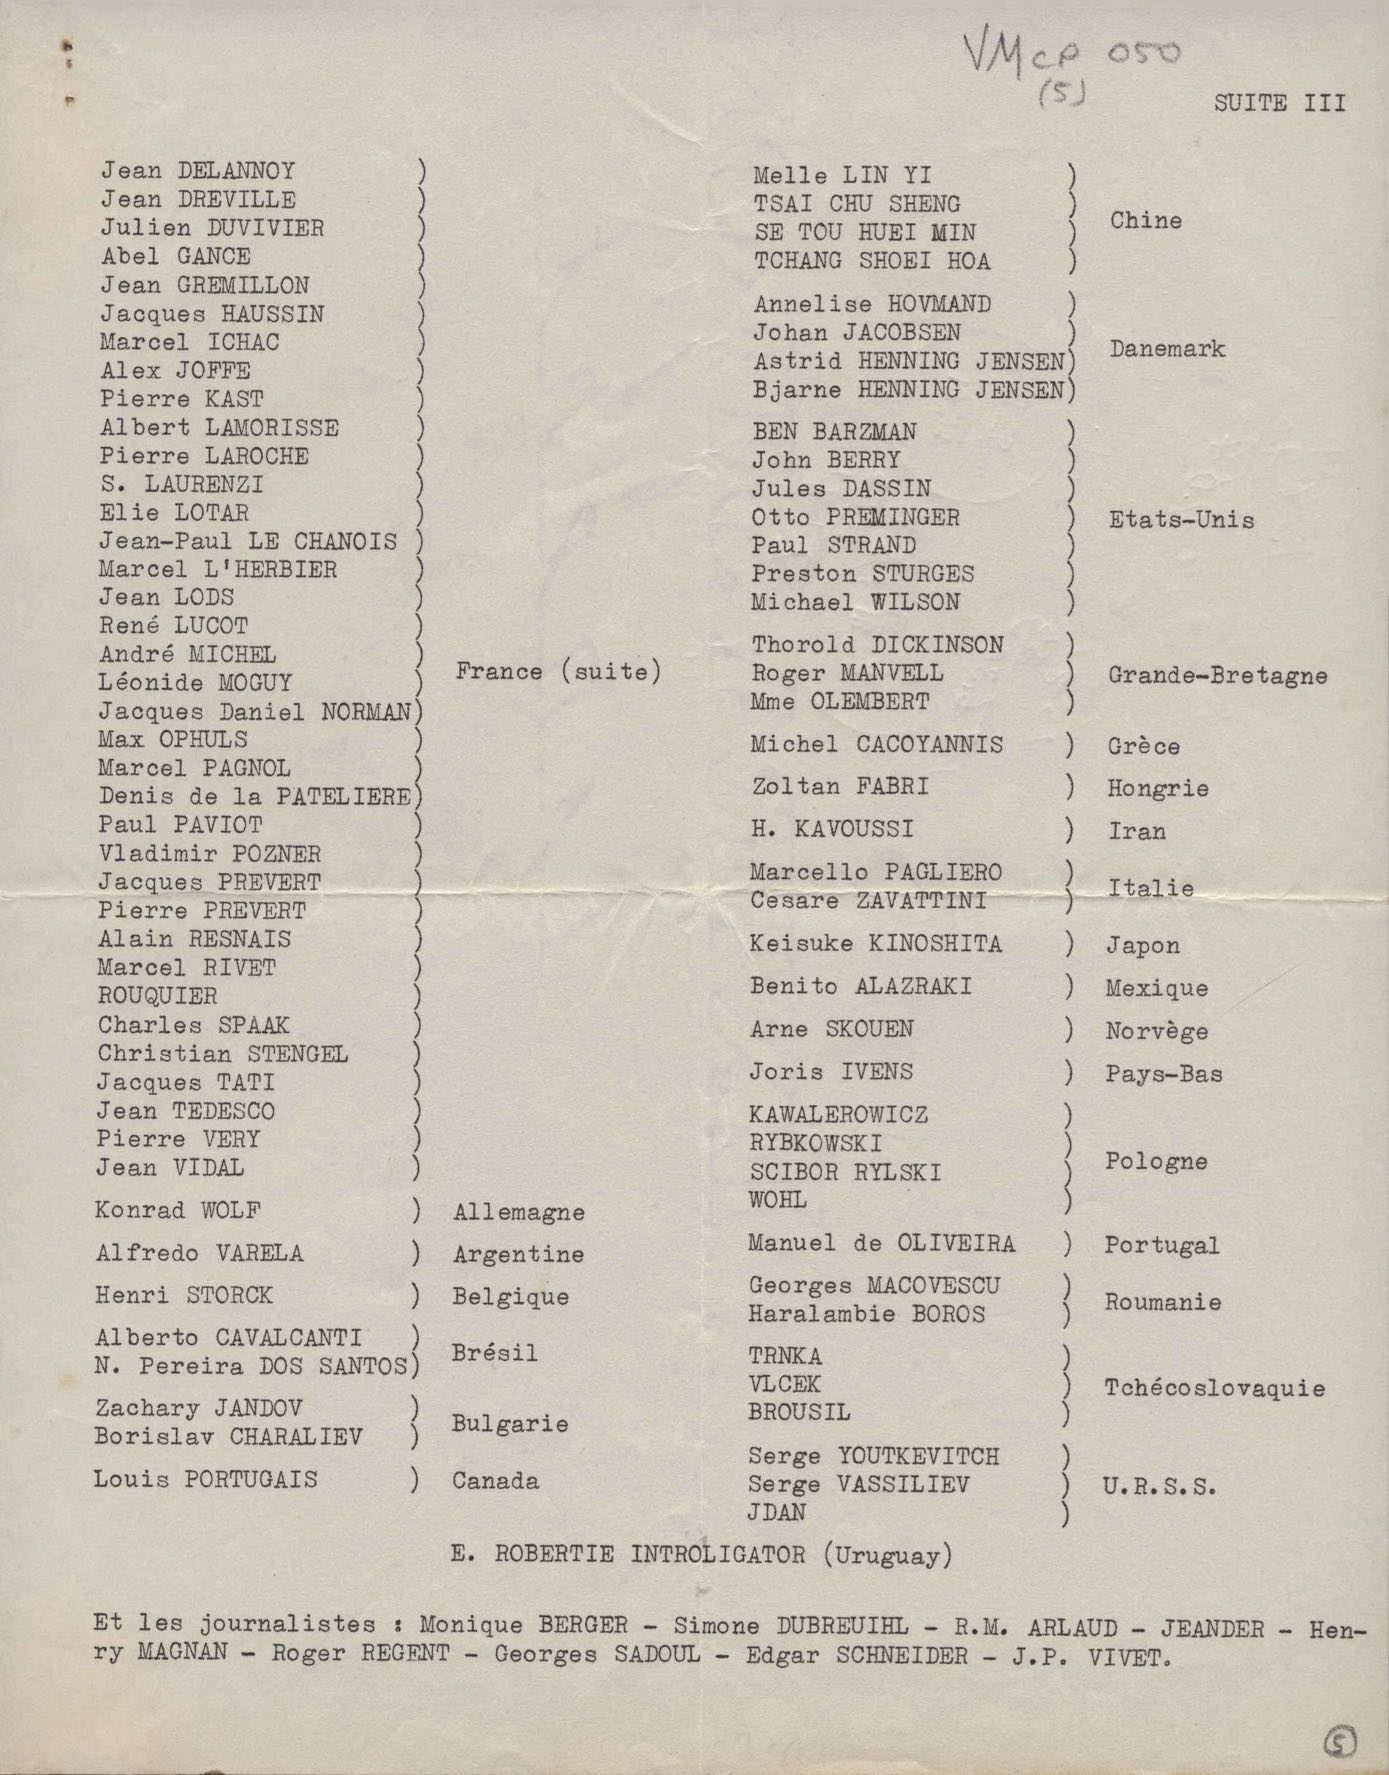 VMcP 050
(5)
SUITE III
Jean DELANNOY )
Jean DREVILLE )
Julien DUVIVIER )
Abel GANCE )
Jean GREMILLON )
Jacques HAUSSIN )
Marcel ICHAC )
Alex JOFFE )
Pierre KAST )
Albert LAMORISSE )
Pierre LAROCHE )
S. LAURENZI )
Elie LOTAR )
Jean-Paul LE CHANOIS )
Marcel L'HERBIER )
Jean LODS )
René LUCOT )
André MICHEL )
France (suite)
Léonide MOGUY )
Jacques Daniel NORMAN)
Max OPHULS )
Marcel PAGNOL )
Denis de la PATELIERE)
Paul PAVIOT )
Vladimir POZNER )
Jacques PREVERT )
Pierre PREVERT )
Alain RESNAIS )
Marcel RIVET )
ROUQUIER )
Charles SPAAK )
Christian STENGEL )
Jacques TATI )
Jean TEDESCO )
Pierre VERY )
Jean VIDAL )
Konrad WOLF ) Allemagne
Alfredo VARELA ) Argentine
Henri STORCK ) Belgique
Alberto CAVALCANTI )
Brésil
N. Pereira DOS SANTOS)
Zachary JANDOV )
Bulgarie
Borislav CHARALIEV )
Louis PORTUGAIS ) Canada
Melle LIN YI )
TSAI CHU SHENG )
Chine
SE TOU HUEI MIN )
TCHANG SHOEI HOA )
Annelise HOVMAND )
Johan JACOBSEN )
Danemark
Astrid HENNING JENSEN)
Bjarne HENNING JENSEN)
BEN BARZMAN )
John BERRY )
Jules DASSIN )
Otto PREMINGER ) Etats-Unis
Paul STRAND )
Preston STURGES )
Michael WILSON )
Thorold DICKINSON )
Roger MANVELL ) Grande-Bretagne
Mme OLEMBERT )
Michel CACOYANNIS ) Grèce
Zoltan FABRI ) Hongrie
H. KAVOUSSI ) Iran
Marcello PAGLIERO )
Italie
Cesare ZAVATTINI )
Keisuke KINOSHITA ) Japon
Benito ALAZRAKI ) Mexique
Arne SKOUEN ) Norvège
Joris IVENS ) Pays-Bas
KAWALEROWICZ )
RYBKOWSKI )
Pologne
SCIBOR RYLSKI )
WOHL )
Manuel de OLIVEIRA ) Portugal
Georges MACOVESCU )
Roumanie
Haralambie BOROS )
TRNKA )
VLCEK ) Tchécoslovaquie
BROUSIL )
Serge YOUTKEVITCH )
Serge VASSILIEV ) U.R.S.S.
JDAN )
E. ROBERTIE INTROLIGATOR (Uruguay)
Et les journalistes : Monique BERGER - Simone DUBREUIHL - R.M. ARLAUD - JEANDER - Hen-
ry MAGNAN - Roger REGENT - Georges SADOUL - Edgar SCHNEIDER - J.P. VIVET.
5